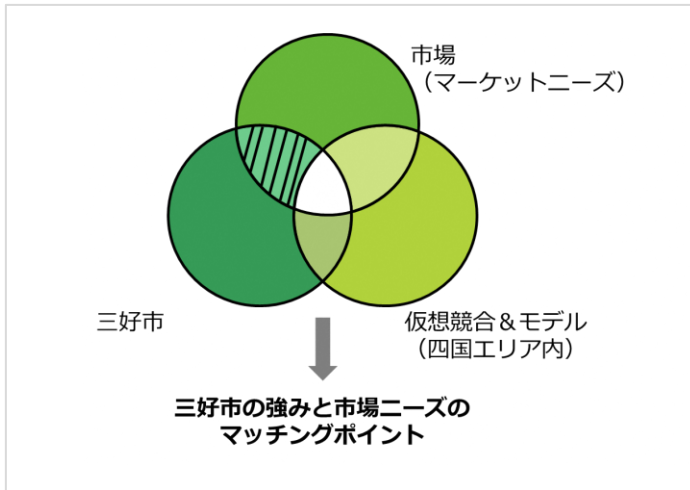 市場
（マーケットニーズ）
三好市
仮想競合＆モデル
（四国エリア内）
三好市の強みと市場ニーズの
マッチングポイント